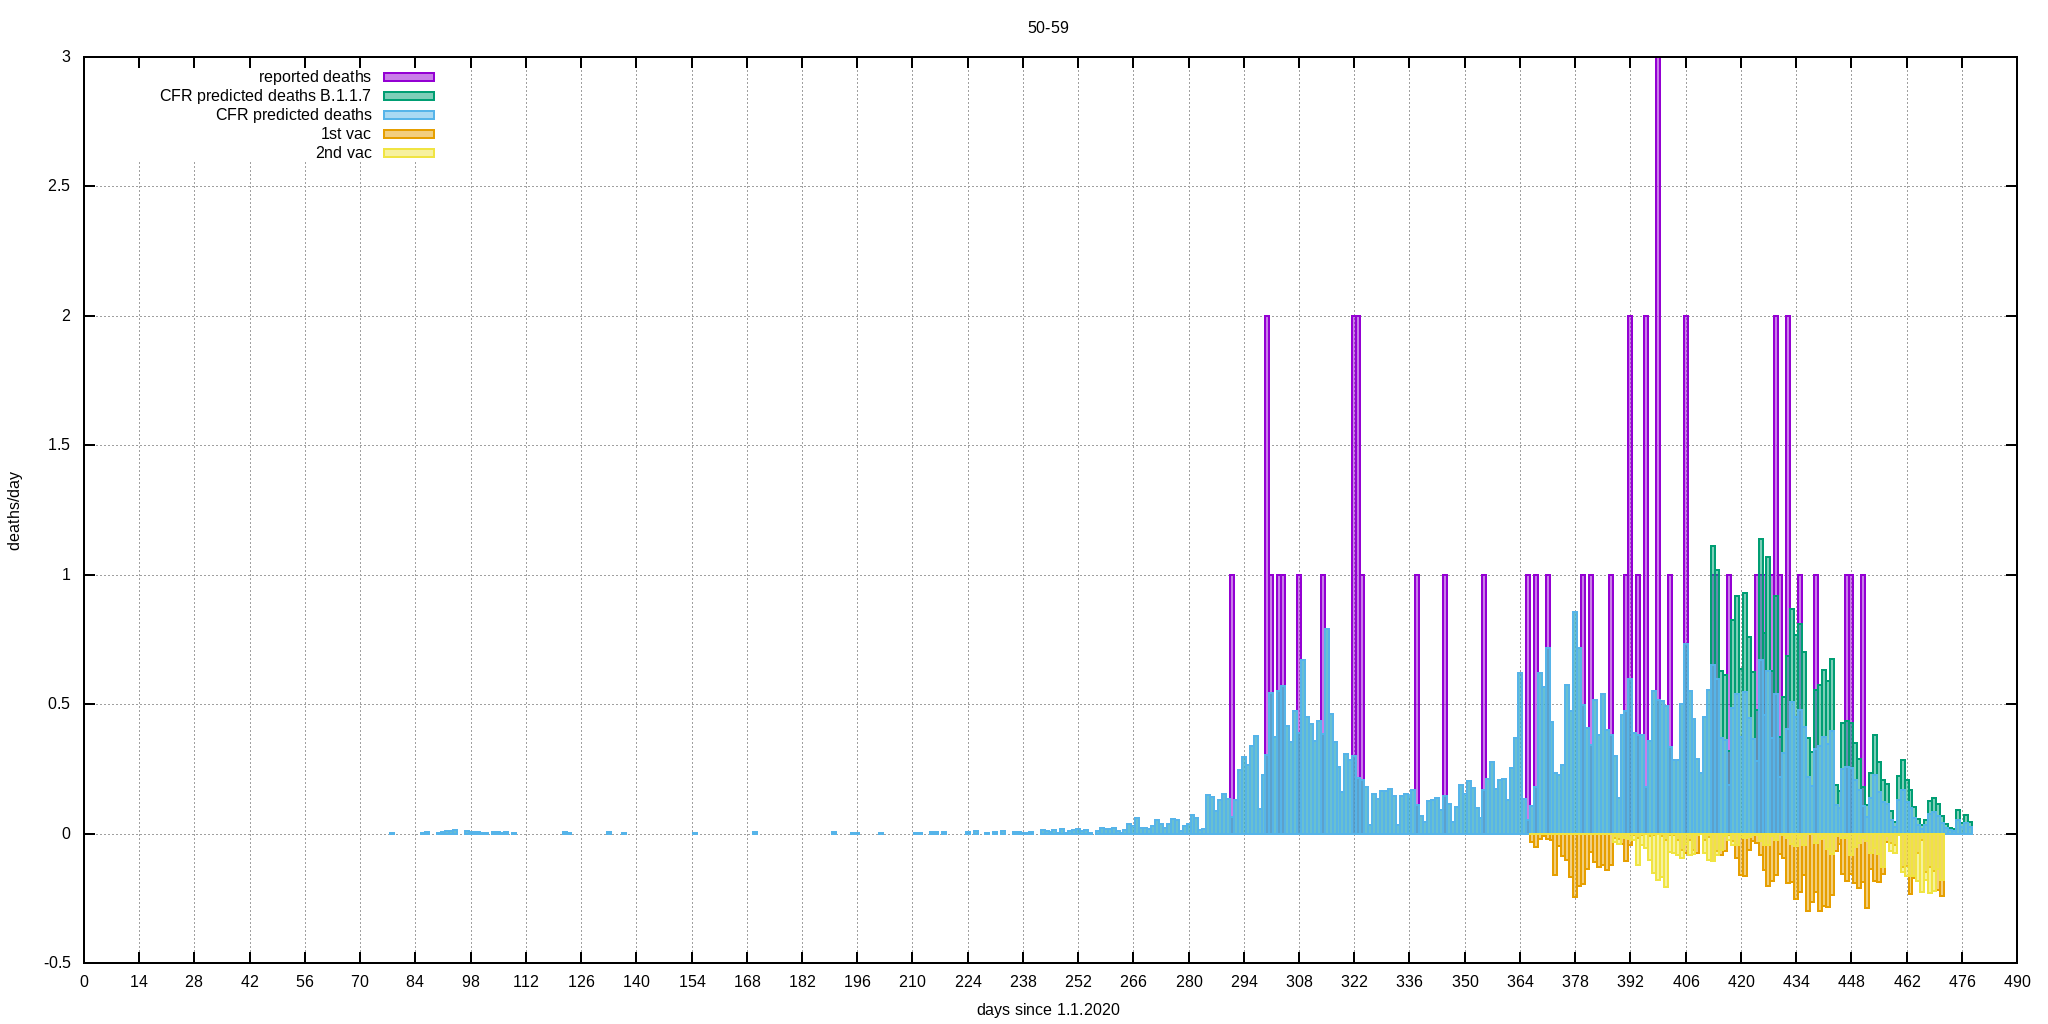 50-59
3
2.5
2
1.5
1
0.5
0
-0.5
deaths/day
reported deaths
CFR predicted deaths B.1.1.7
CFR predicted deaths
1st vac
2nd vac
0 14 28 42 56 70 84 98 112 126 140 154 168 182 196 210 224 238 252 266 280 294 308 322 336 350 364 378 392 406 420 434 448 462 476 490
days since 1.1.2020